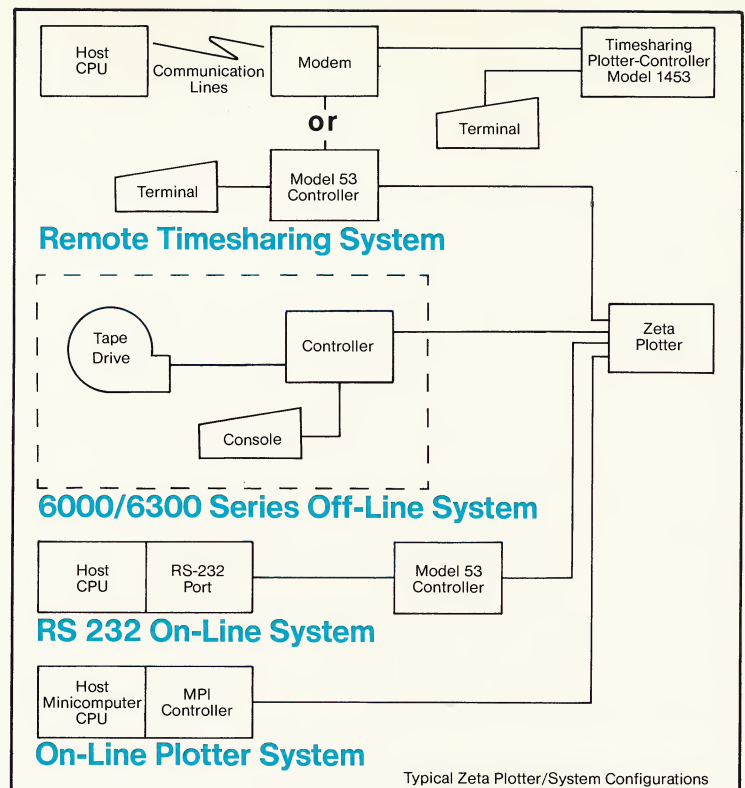 Host
CPU
Communication
Lines
Modem
Timesharing
Plotter-Controller
Model 1453
Terminal
or
Terminal
Model 53
Controller
Remote Timesharing System
Tape
Drive
Controller
Console
Zeta
Plotter
6000/6300 Series Off-Line System
Host
CPU
RS-232
Port
Model 53
Controller
RS 232 On-Line System
Host
Minicomputer
CPU
MPI
Controller
On-Line Plotter System
Typical Zeta Plotter/System Configurations